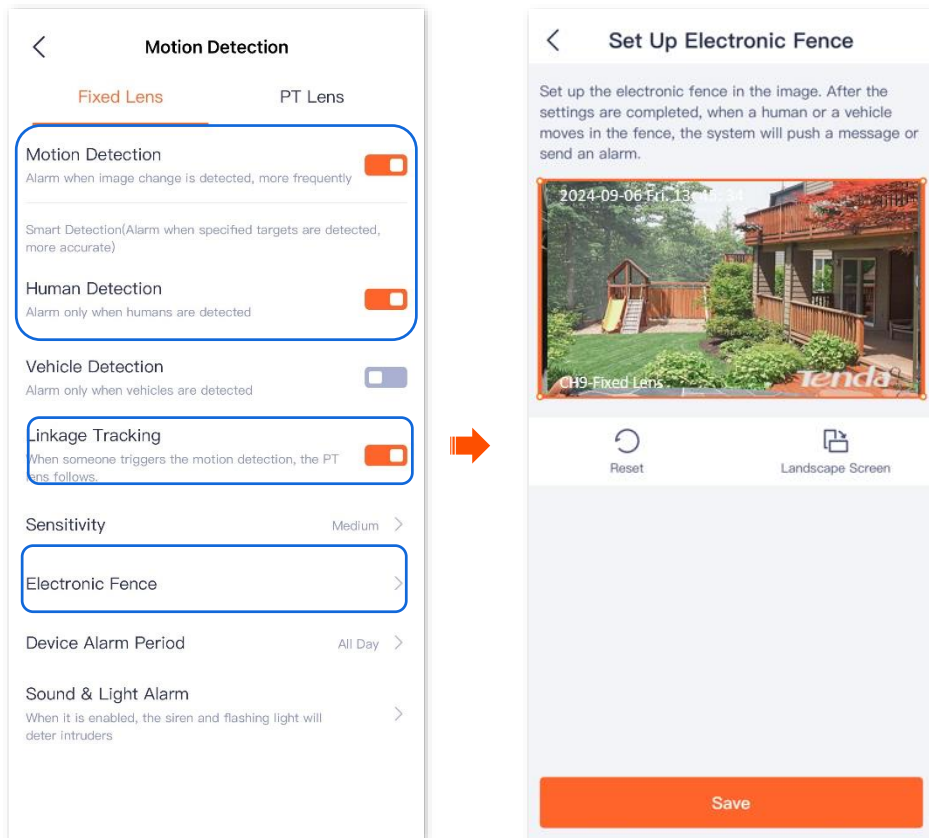 Motion Detection
Fixed Lens
PT Lens
Motion Detection
Alarm when image change is detected, more frequently
Smart Detection(Alarm when specified targets are detected,
more accurate)
Human Detection
Alarm only when humans are detected
Vehicle Detection
Alarm only when vehicles are detected
Linkage Tracking
When someone triggers the motion detection, the PT
lens follows.
Sensitivity
Medium
Electronic Fence
Device Alarm Period
All Day
Sound & Light Alarm
When it is enabled, the siren and flashing light will
deter intruders
Set Up Electronic Fence
Set up the electronic fence in the image. After the
settings are completed, when a human or a vehicle
moves in the fence, the system will push a message or
send an alarm.
2024-09-06 Fri. 13:45:34
CH9-Fixed Lens
Tenda
Reset
Landscape Screen
Save